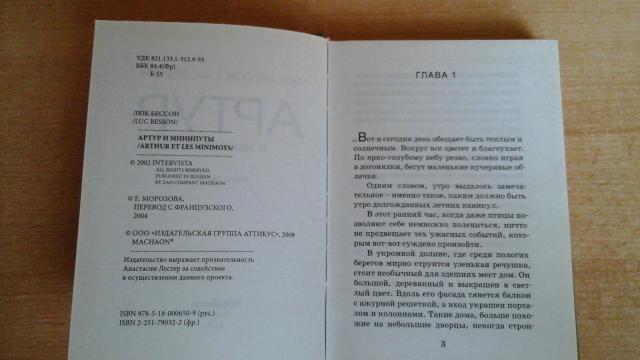 УДК 821.133.1-312.9-93
ББК 84.4(Фр)
Б 53
/ЛЮК БЕССОН
/LUC BESSON/
АРТУР И МИНИПУТЫ
/ARTHUR ET LES MINIMOYS/
© 2002 INTERVISTA
ALL RIGHTS RESERVED
PUBLISHED IN RUSSIAN
BY ZAO COMPANY MACHAON
© Е. МОРОЗОВА,
ПЕРЕВОД С ФРАНЦУЗСКОГО,
2004
© ООО «ИЗДАТЕЛЬСКАЯ ГРУППА АТТИКУС», 2008
MACHAON®
Издательство выражает признательность
Анастасии Лестер за содействие
в осуществлении данного проекта.
ISBN 978-5-18-000650-9 (рус.)
ISBN 2-251-79032-2 (фр.)
ГЛАВА 1
Вот и сегодня день обещает быть теплым и
солнечным. Вокруг все цветет и благоухает.
По ярко-голубому небу резво, словно играя
в догонялки, бегут маленькие кучерявые об-
лачка.
Одним словом, утро выдалось замеча-
тельное – именно такое, каким должно быть
утро долгожданных летних каникул.
В этот ранний час, когда даже птицы поз-
воляют себе немножко полениться, ничто
не предвещает тех ужасных событий, кото-
рым вот-вот суждено произойти.
В укромной долине, где среди пологих
берегов мирно струится узенькая речушка,
стоит необычный для здешних мест дом. Он
большой, деревянный и выкрашен в свет-
лый цвет. Вдоль его фасада тянется балкон
с ажурной решеткой, а вход украшен порта-
лом и колоннами. Такие дома, больше похо-
жие на небольшие дворцы, некогда строи-
3